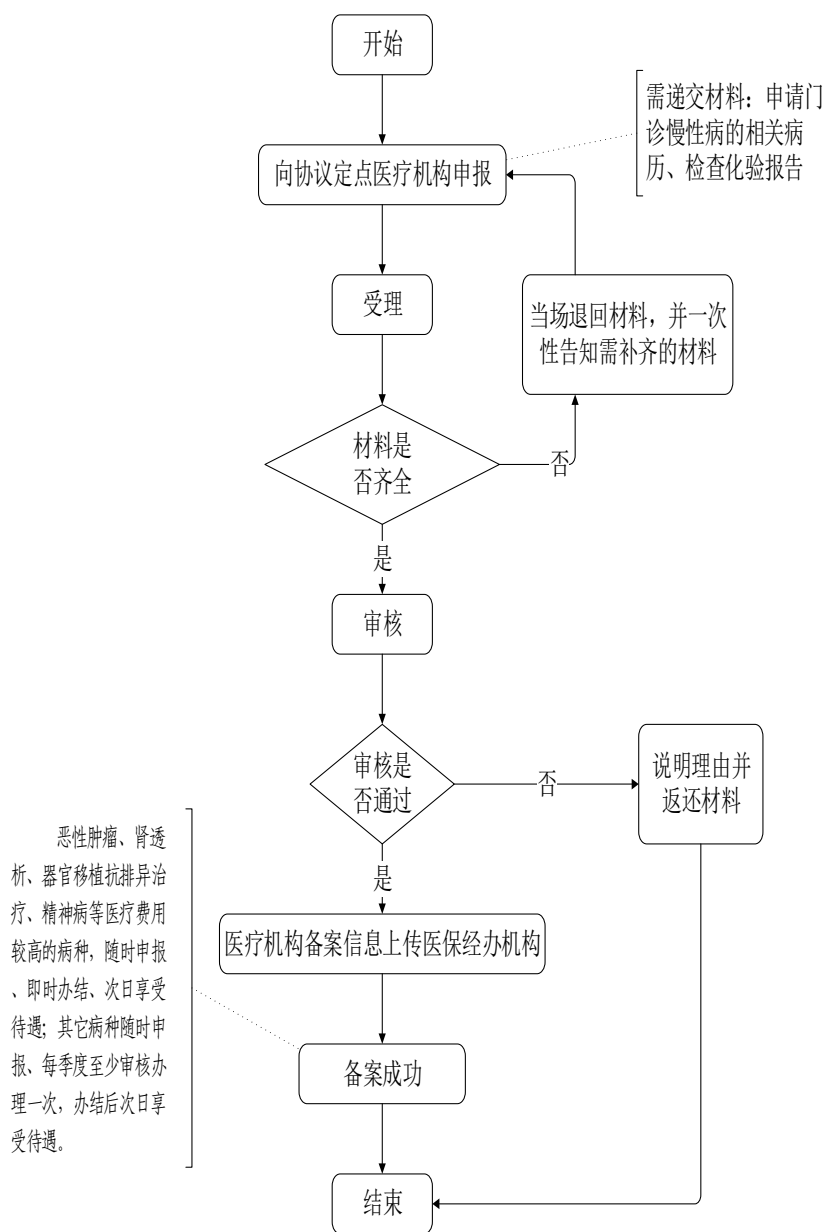 开始
需递交材料：申请门
诊慢性病的相关病
历、检查化验报告
向协议定点医疗机构申报
受理
当场退回材料，并一次
性告知需补齐的材料
材料是
否齐全
否
是
审核
审核是
否通过
否
说明理由并
返还材料
是
恶性肿瘤、肾透
析、器官移植抗排异治
疗、精神病等医疗费用
较高的病种，随时申报
、即时办结、次日享受
待遇；其它病种随时申
报、每季度至少审核办
理一次，办结后次日享
受待遇。
医疗机构备案信息上传医保经办机构
备案成功
结束